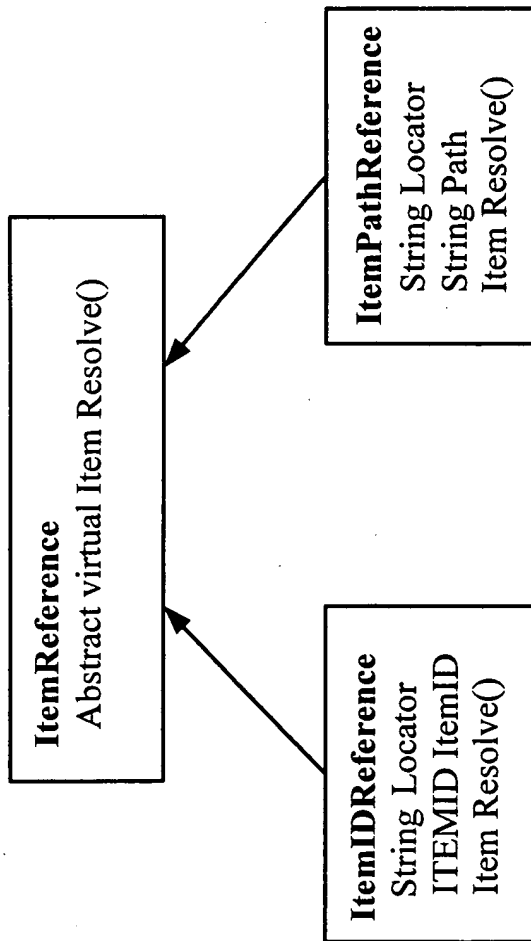 ItemReference
Abstract virtual Item Resolve()
ItemIDReference
String Locator
ITEMID ItemID
Item Resolve()
ItemPathReference
String Locator
String Path
Item Resolve()